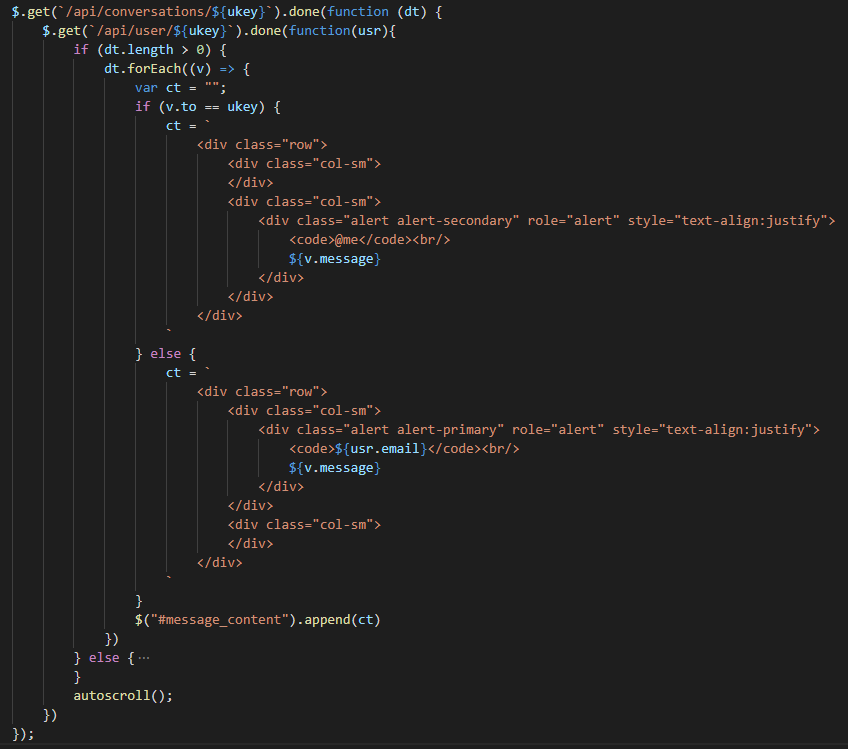 $.get(`/api/conversations/${ukey}`).done(function (dt) {
    $.get(`/api/user/${ukey}`).done(function(usr){
        if (dt.length > 0) {
            dt.forEach((v) => {
                var ct = "";
                if (v.to == ukey) {
                    ct = `
                        <div class="row">
                            <div class="col-sm">
                            </div>
                            <div class="col-sm">
                                <div class="alert alert-secondary" role="alert" style="text-align:justify">
                                    <code>@me</code><br/>
                                    ${v.message}
                                </div>
                            </div>
                        </div>
                    `
                } else {
                    ct = `
                        <div class="row">
                            <div class="col-sm">
                                <div class="alert alert-primary" role="alert" style="text-align:justify">
                                    <code>${usr.email}</code><br/>
                                    ${v.message}
                                </div>
                            </div>
                            <div class="col-sm">
                            </div>
                        </div>
                    `
                }
                $("#message_content").append(ct)
            })
        } else {⋯
        }
        autoscroll();
    })
});